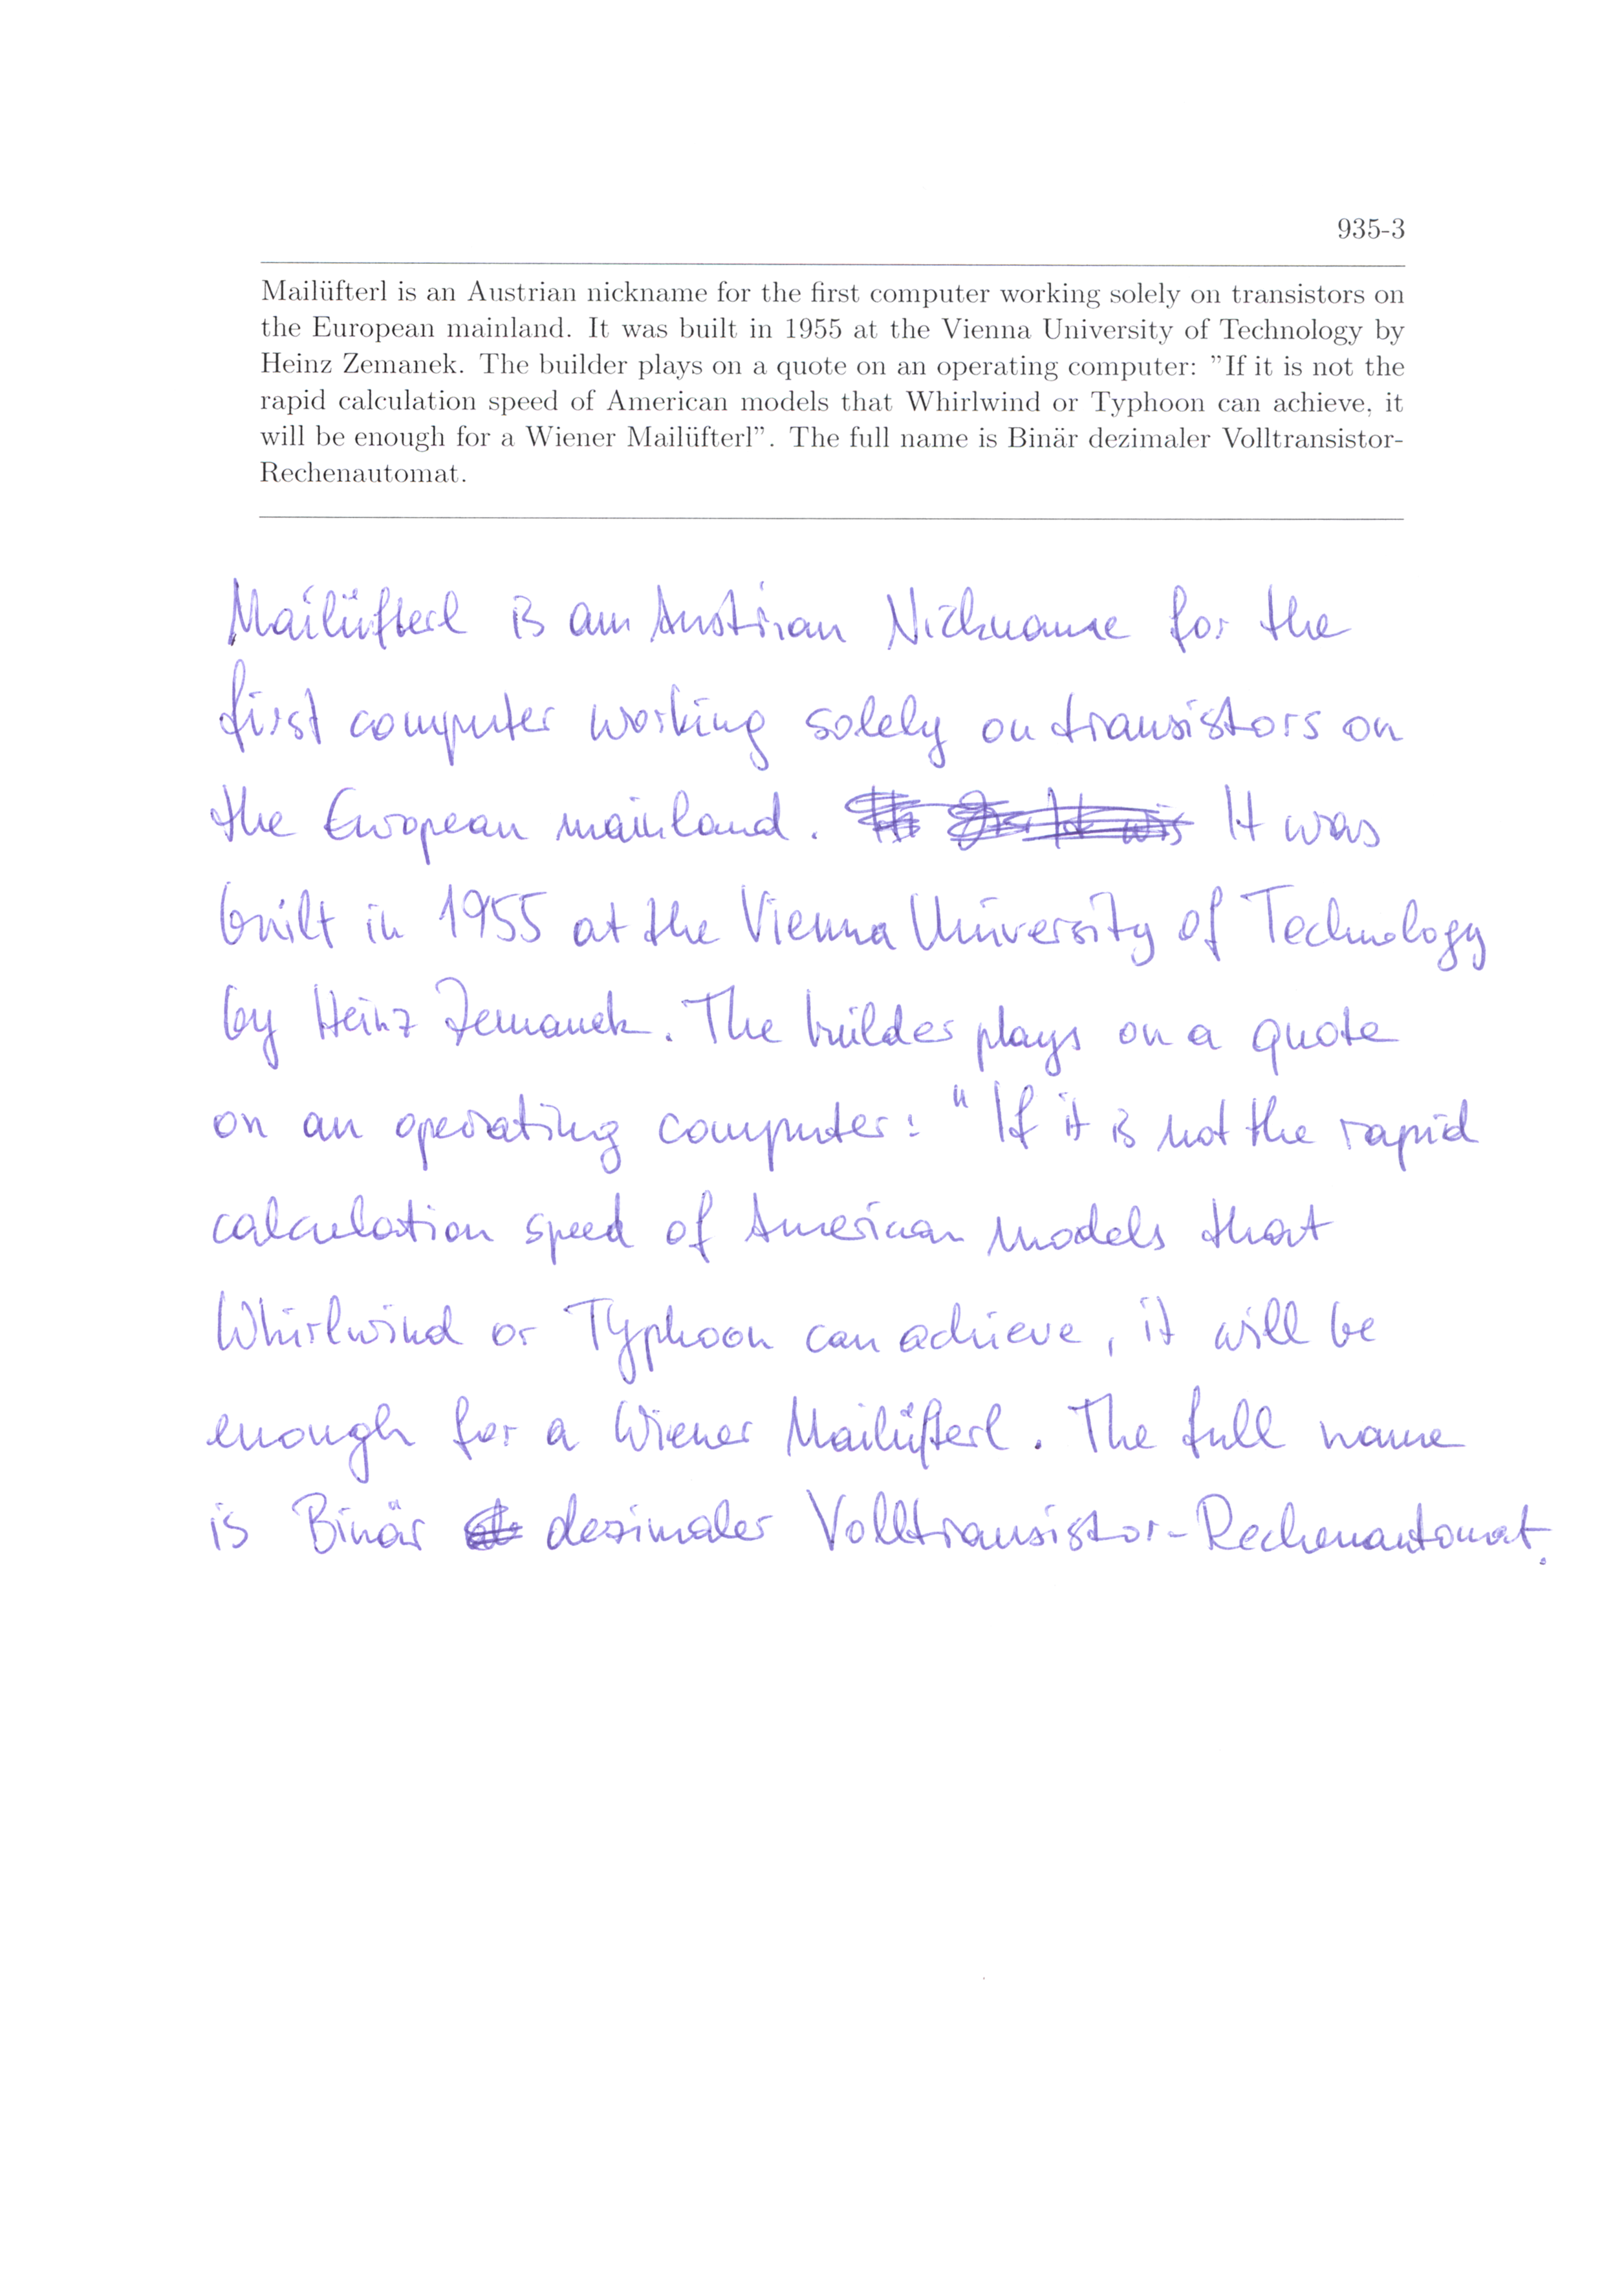 935-3
Mailüfterl is an Austrian nickname for the first computer working solely on transistors on
the European mainland. It was built in 1955 at the Vienna University of Technology by
Heinz Zemanek. The builder plays on a quote on an operating computer: ”If it is not the
rapid calculation speed of American models that Whirlwind or Typhoon can achieve, it
will be enough for a Wiener Mailüfterl”. The full name is Binär dezimaler Volltransistor-
Rechenautomat.
Mailüfterl is an Austrian Nickname for the
first computer working solely on transistors on
the European mainland. It was
built in 1955 at the Vienna University of Technology
by Heinz Zemanek. The builder plays on a quote
on an operating computer: " If it is not the rapid
calculation speed of American models that
Whirlwind or Typhoon can achieve, it will be
enough for a Wiener Mailüfterl. The full name
is Binär dezimaler Volltransistor-Rechenautomat.